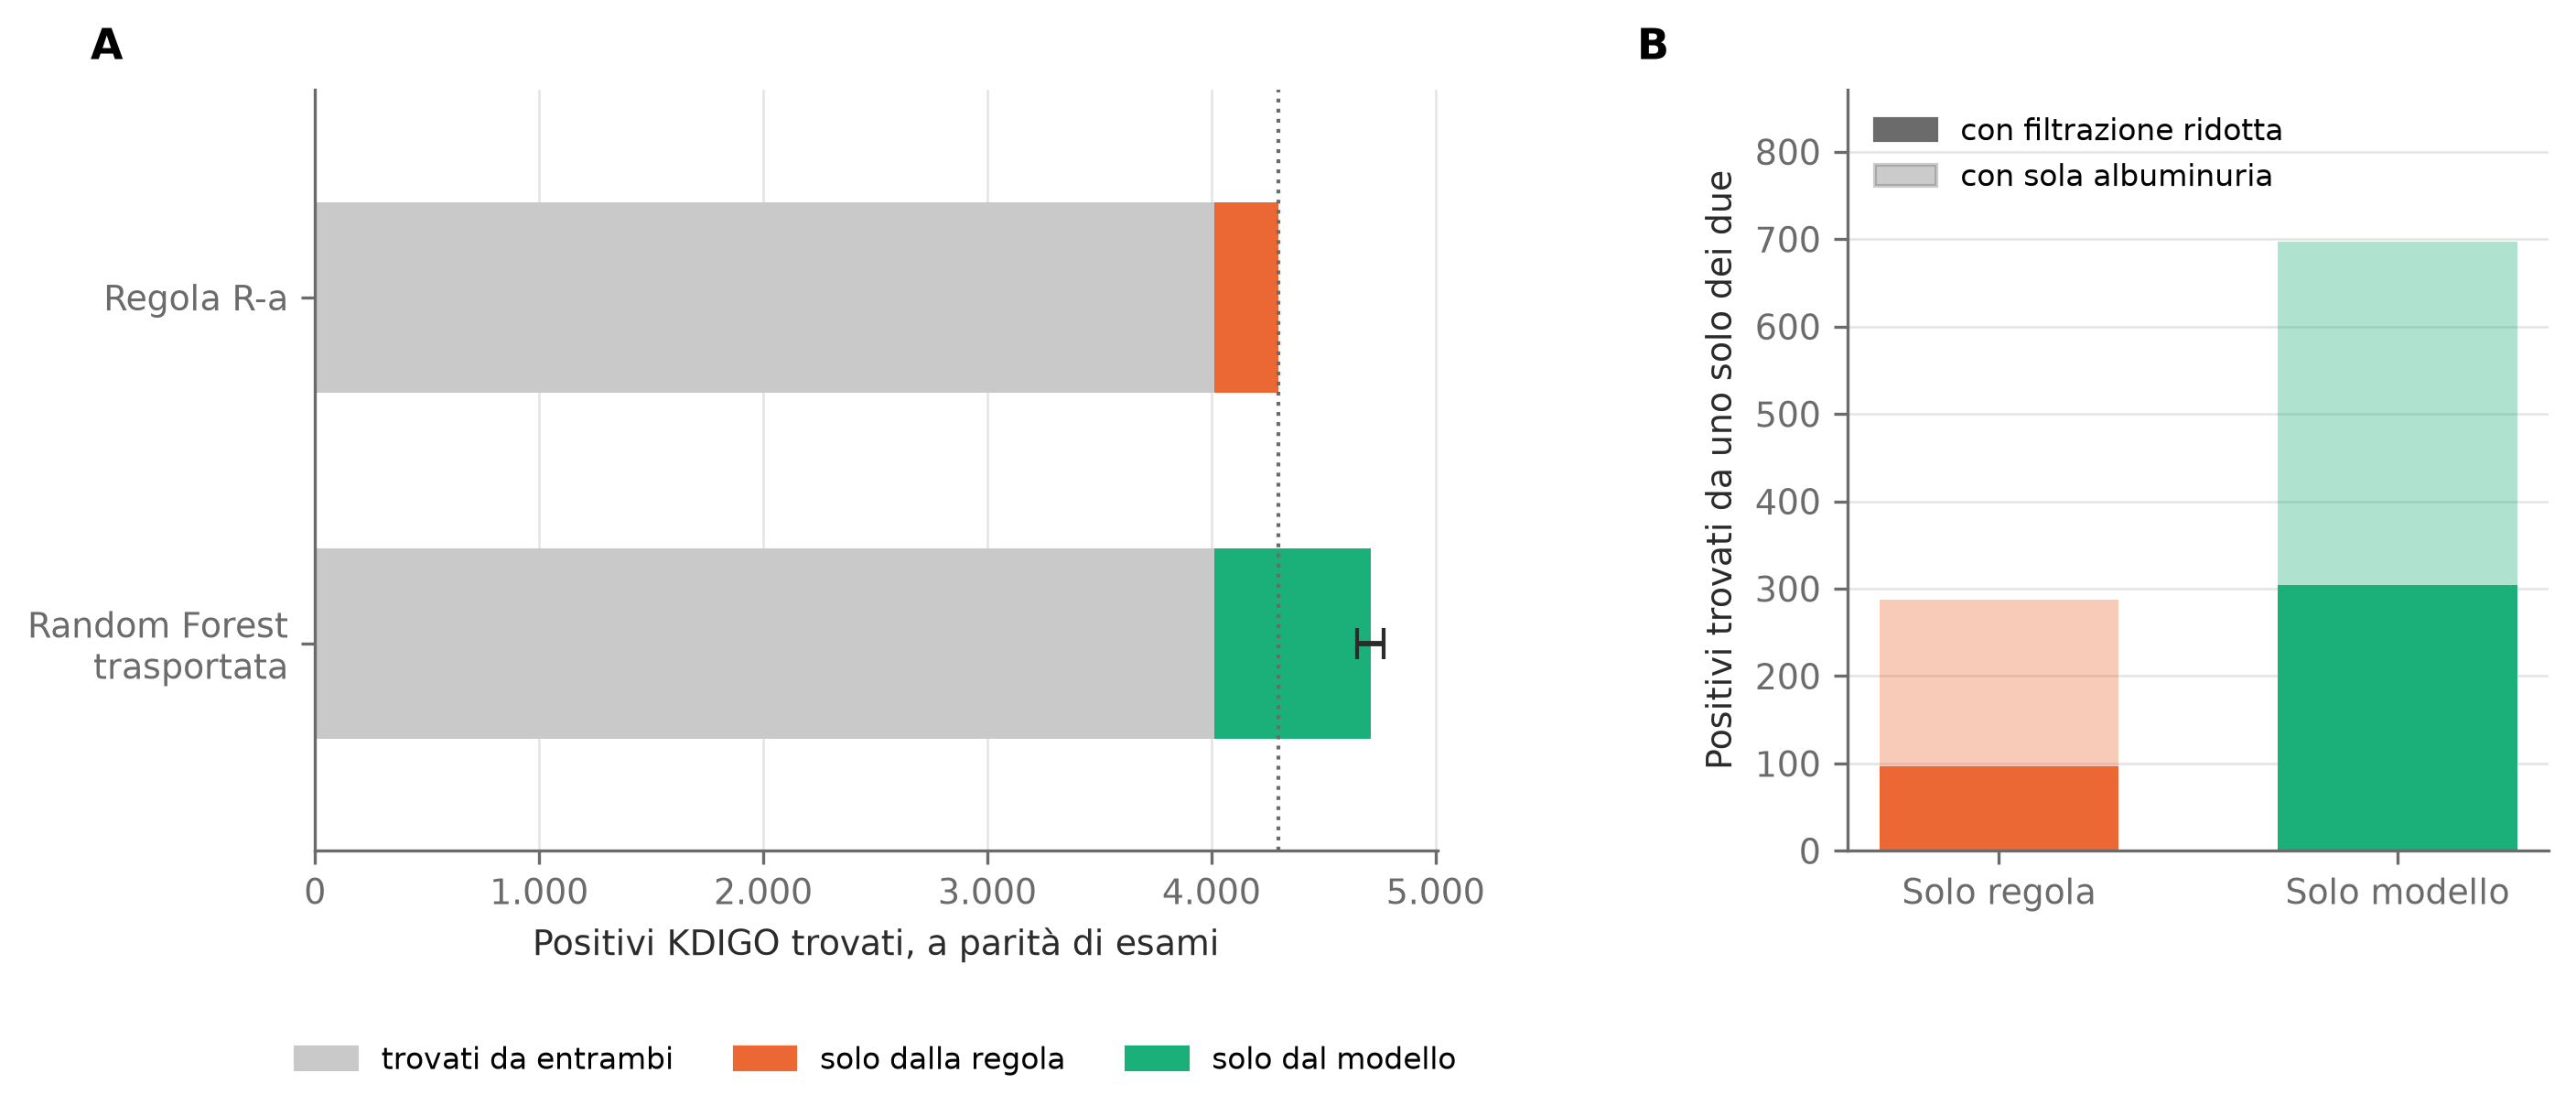 A
Regola R-a
Random Forest
trasportata
0
1.000
2.000
3.000
4.000
5.000
Positivi KDIGO trovati, a parità di esami
trovati da entrambi
solo dalla regola
solo dal modello
B
con filtrazione ridotta
con sola albuminuria
Positivi trovati da uno solo dei due
800
700
600
500
400
300
200
100
0
Solo regola
Solo modello